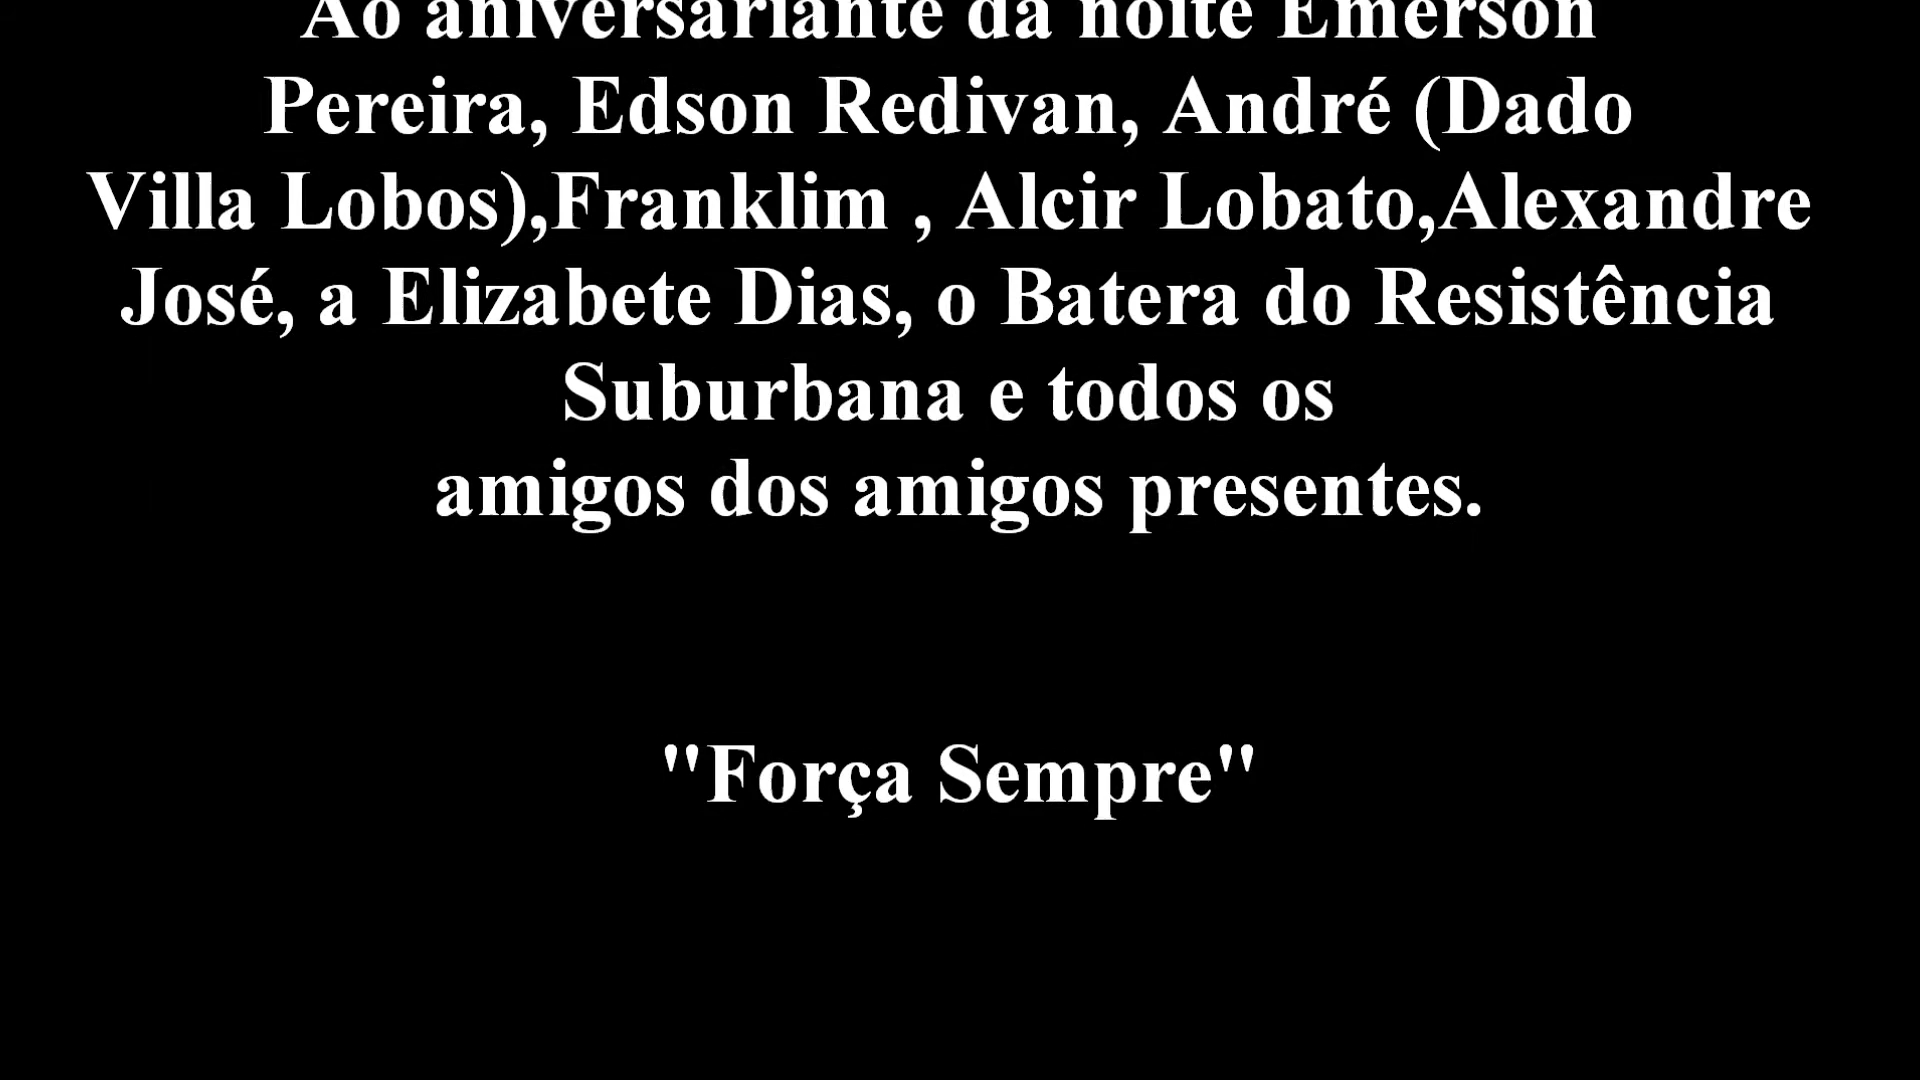 Ao aniversariante da noite Emerson
Pereira, Edson Redivan, André (Dado
Villa Lobos),Franklim , Alcir Lobato,Alexandre
José, a Elizabete Dias, o Batera do Resistência
Suburbana e todos os
amigos dos amigos presentes.
"Força Sempre"